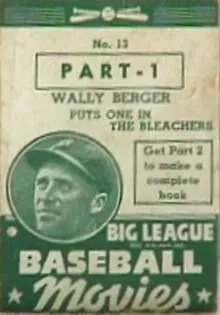 No. 13
PART-1
WALLY BERGER
PUTS ONE IN
THE BLEACHERS
Get Part 2
to make a
complete
book
BIG LEAGUE
BASEBALL
Movies